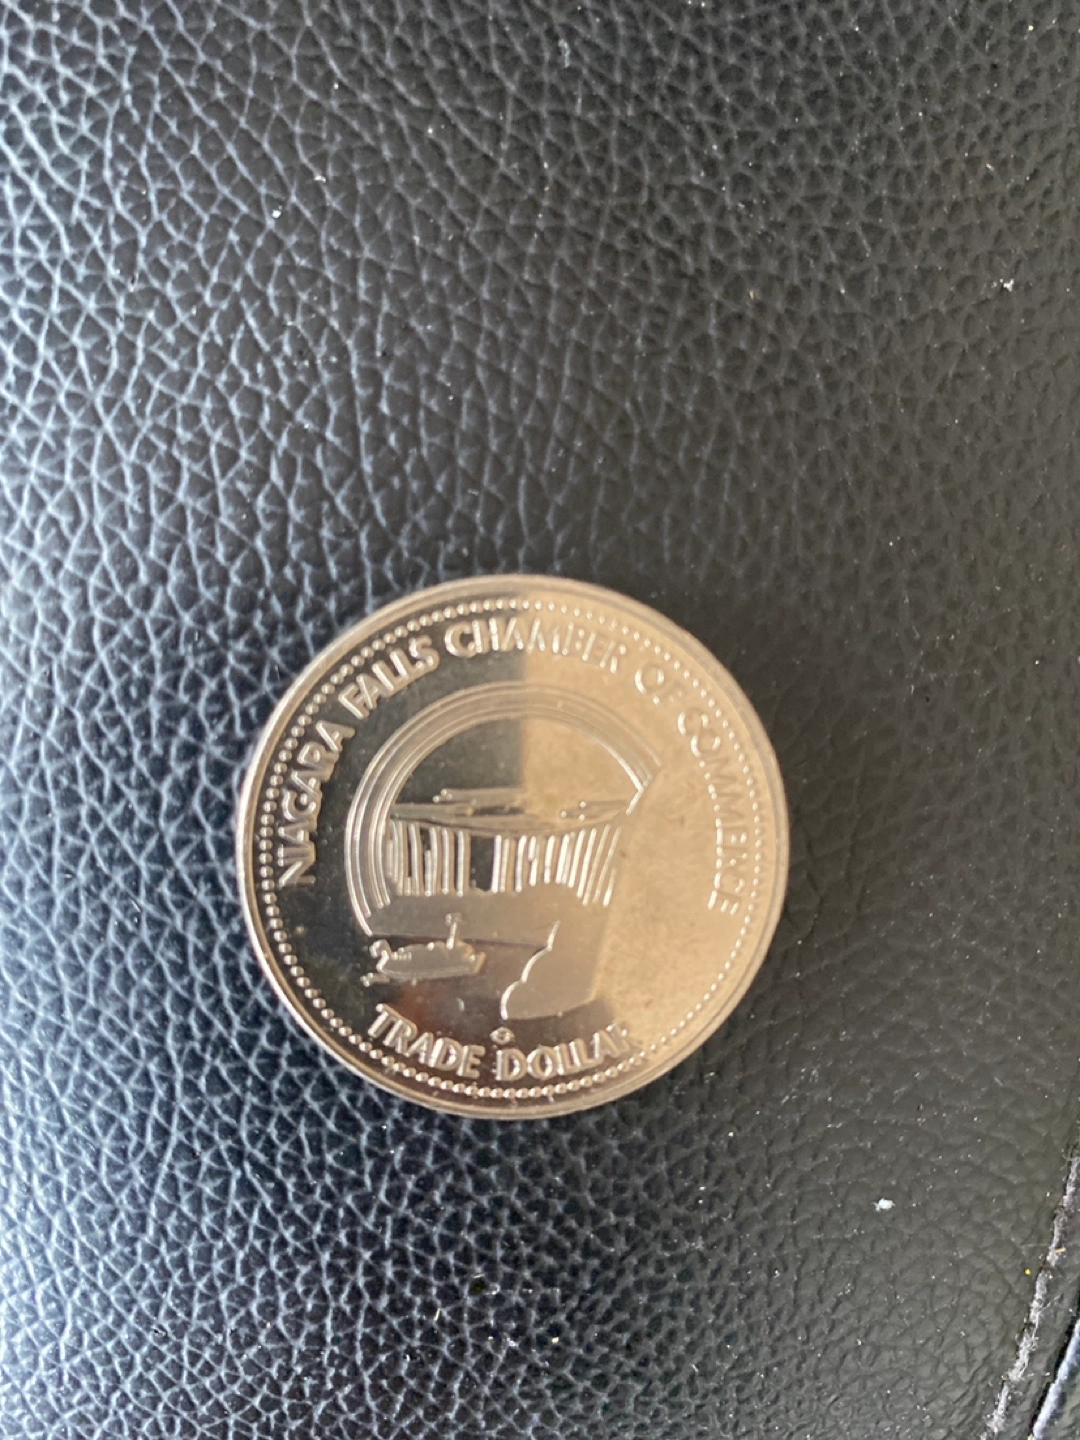 NIAGARA FALLS CHAMBER OF COMMERCE
TRADE DOLLAR